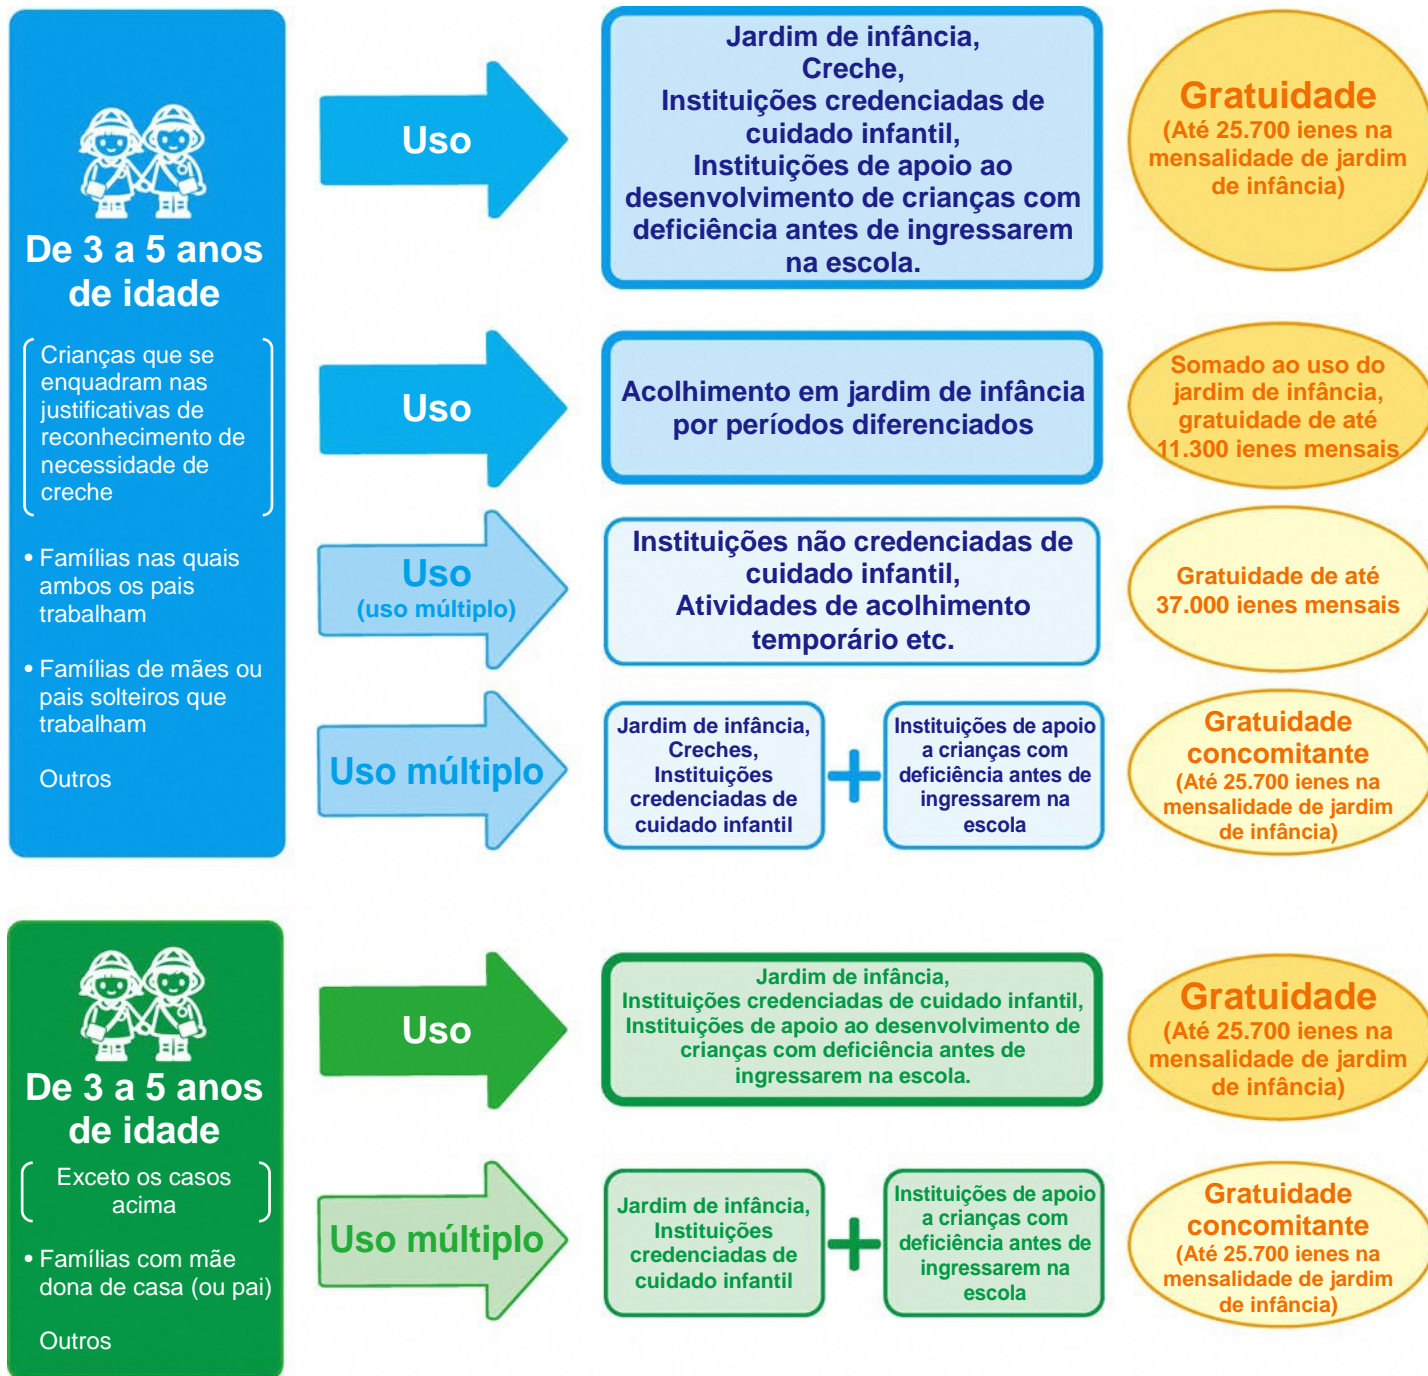 De 3 a 5 anos
de idade
Crianças que se
enquadram nas
justificativas de
reconhecimento de
necessidade de
creche
• Famílias nas quais
ambos os pais
trabalham
• Famílias de mães ou
pais solteiros que
trabalham
Outros
Uso
Jardim de infância,
Creche,
Instituições credenciadas de
cuidado infantil,
Instituições de apoio ao
desenvolvimento de crianças com
deficiência antes de ingressarem
na escola.
Gratuidade
(Até 25.700 ienes na
mensalidade de jardim
de infância)
Uso
Acolhimento em jardim de infância
por períodos diferenciados
Somado ao uso do
jardim de infância,
gratuidade de até
11.300 ienes mensais
Uso
(uso múltiplo)
Instituições não credenciadas de
cuidado infantil,
Atividades de acolhimento
temporário etc.
Gratuidade de até
37.000 ienes mensais
Uso múltiplo
Jardim de infância,
Creches,
Instituições
credenciadas de
cuidado infantil
+
Instituições de apoio
a crianças com
deficiência antes de
ingressarem na
escola
Gratuidade
concomitante
(Até 25.700 ienes na
mensalidade de jardim
de infância)
De 3 a 5 anos
de idade
Exceto os casos
acima
• Famílias com mãe
dona de casa (ou pai)
Outros
Uso
Jardim de infância,
Instituições credenciadas de cuidado infantil,
Instituições de apoio ao desenvolvimento de
crianças com deficiência antes de
ingressarem na escola.
Gratuidade
(Até 25.700 ienes na
mensalidade de jardim
de infância)
Uso múltiplo
Jardim de infância,
Instituições
credenciadas de
cuidado infantil
+
Instituições de apoio
a crianças com
deficiência antes de
ingressarem na
escola
Gratuidade
concomitante
(Até 25.700 ienes na
mensalidade de jardim
de infância)